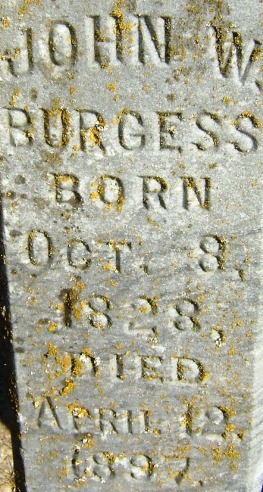 JOHN W.
BURGESS
BORN
OCT. 8,
1828,
DIED
APRIL 12,
1897.